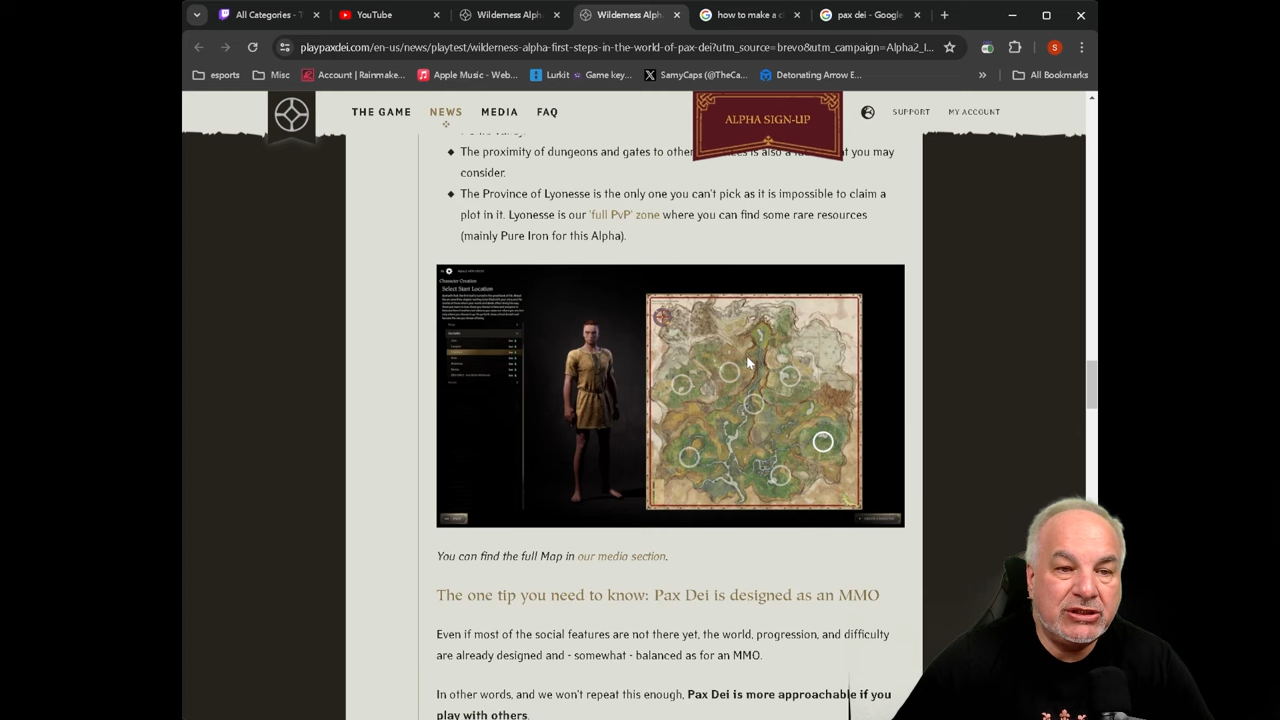 All Categories - T
YouTube
Wilderness Alph
Wilderness Alph
how to make a c
pax dei - Google
playpaxdei.com/en-us/news/playtest/wilderness-alpha-first-steps-in-the-world-of-pax-dei?utm_source=brevo&utm_campaign=Alpha2_I...
S
esports
Misc
Account | Rainmake...
Apple Music - Web...
Lurkit
Game key...
SamyCaps (@TheCa...
Detonating Arrow E...
»
All Bookmarks
THE GAME
NEWS
MEDIA
FAQ
ALPHA SIGN-UP
SUPPORT
MY ACCOUNT
The proximity of dungeons and gates to other you may
consider.
The Province of Lyonesse is the only one you can't pick as it is impossible to claim a
plot in it. Lyonesse is our 'full PvP' zone where you can find some rare resources
(mainly Pure Iron for this Alpha).
Character Creation
Select Start Location
You can find the full Map in our media section.
The one tip you need to know: Pax Dei is designed as an MMO
Even if most of the social features are not there yet, the world, progression, and difficulty
are already designed and - somewhat - balanced as for an MMO.
In other words, and we won't repeat this enough, Pax Dei is more approachable if you
play with others.